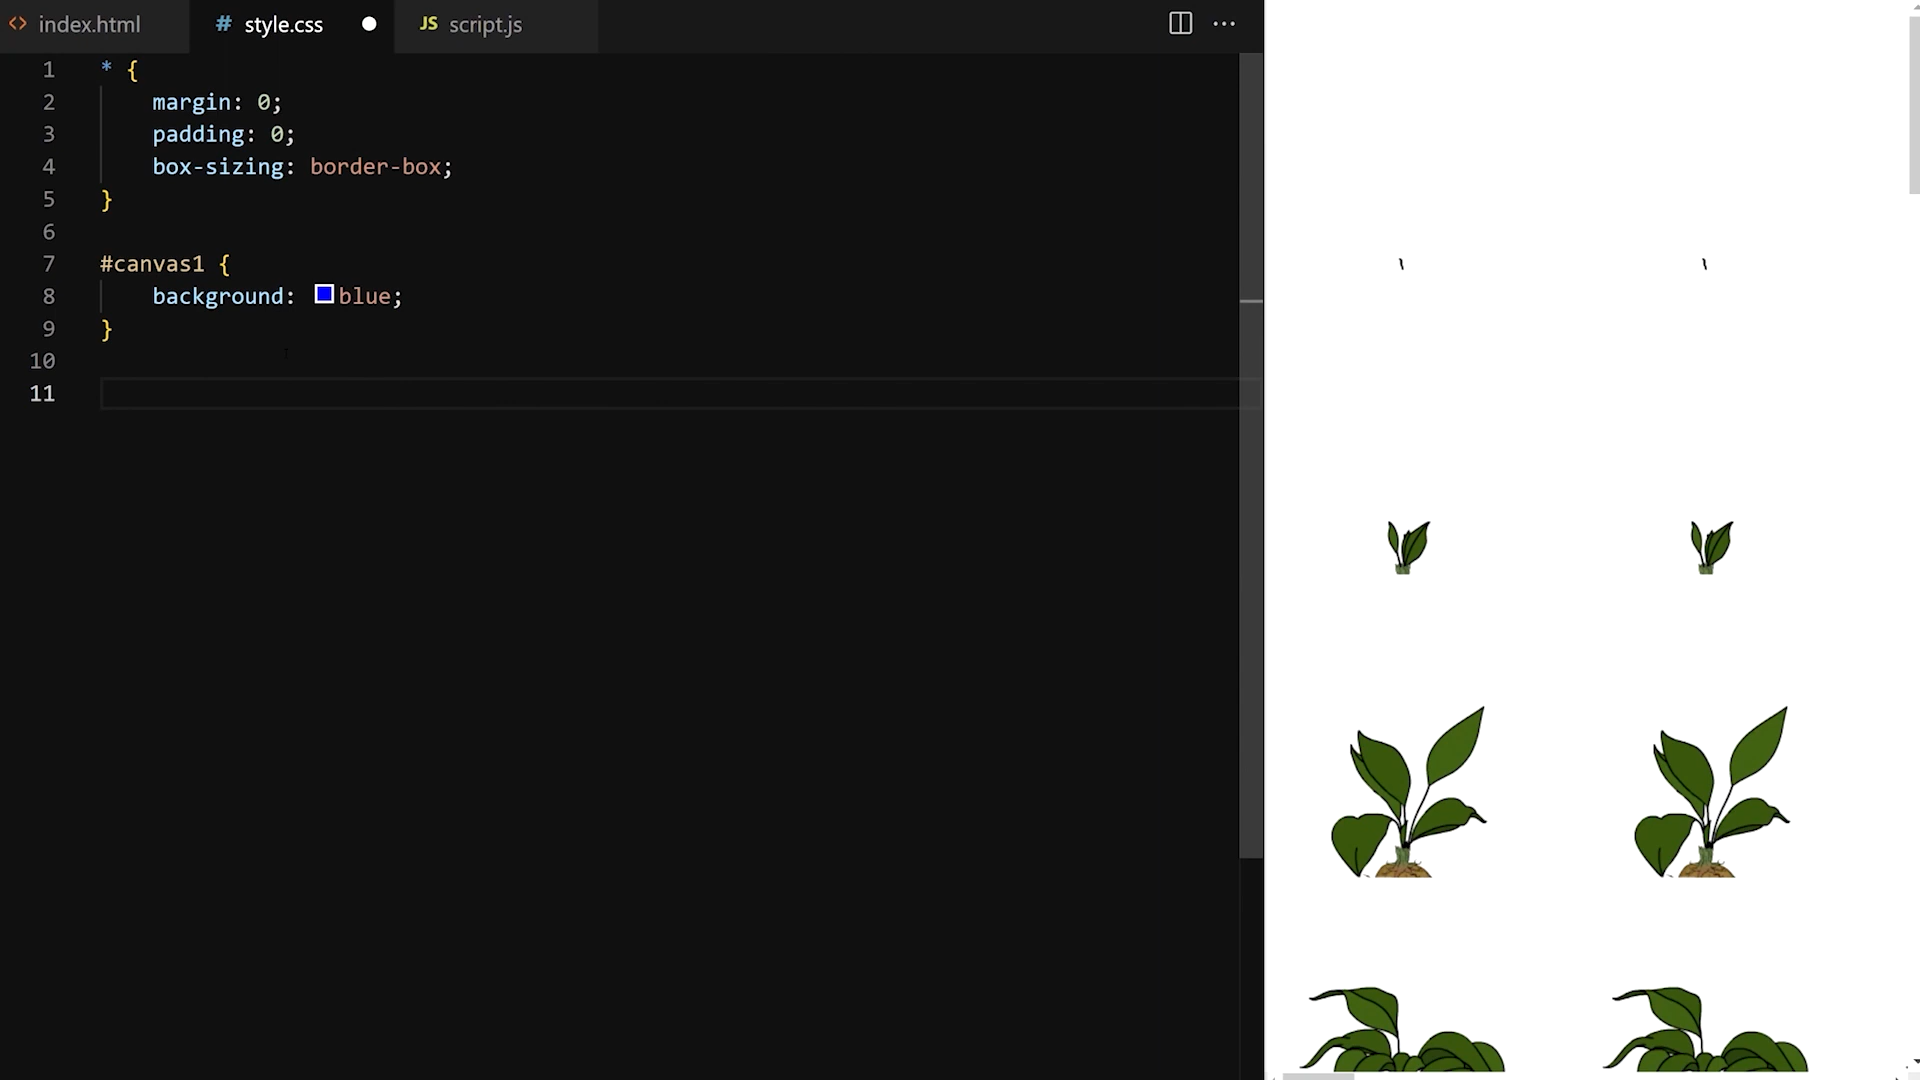 <> index.html # style.css JS script.js ...
1 * {
2 margin: 0;
3 padding: 0;
4 box-sizing: border-box;
5 }
6
7 #canvas1 {
8 background: blue;
9 }
10
11